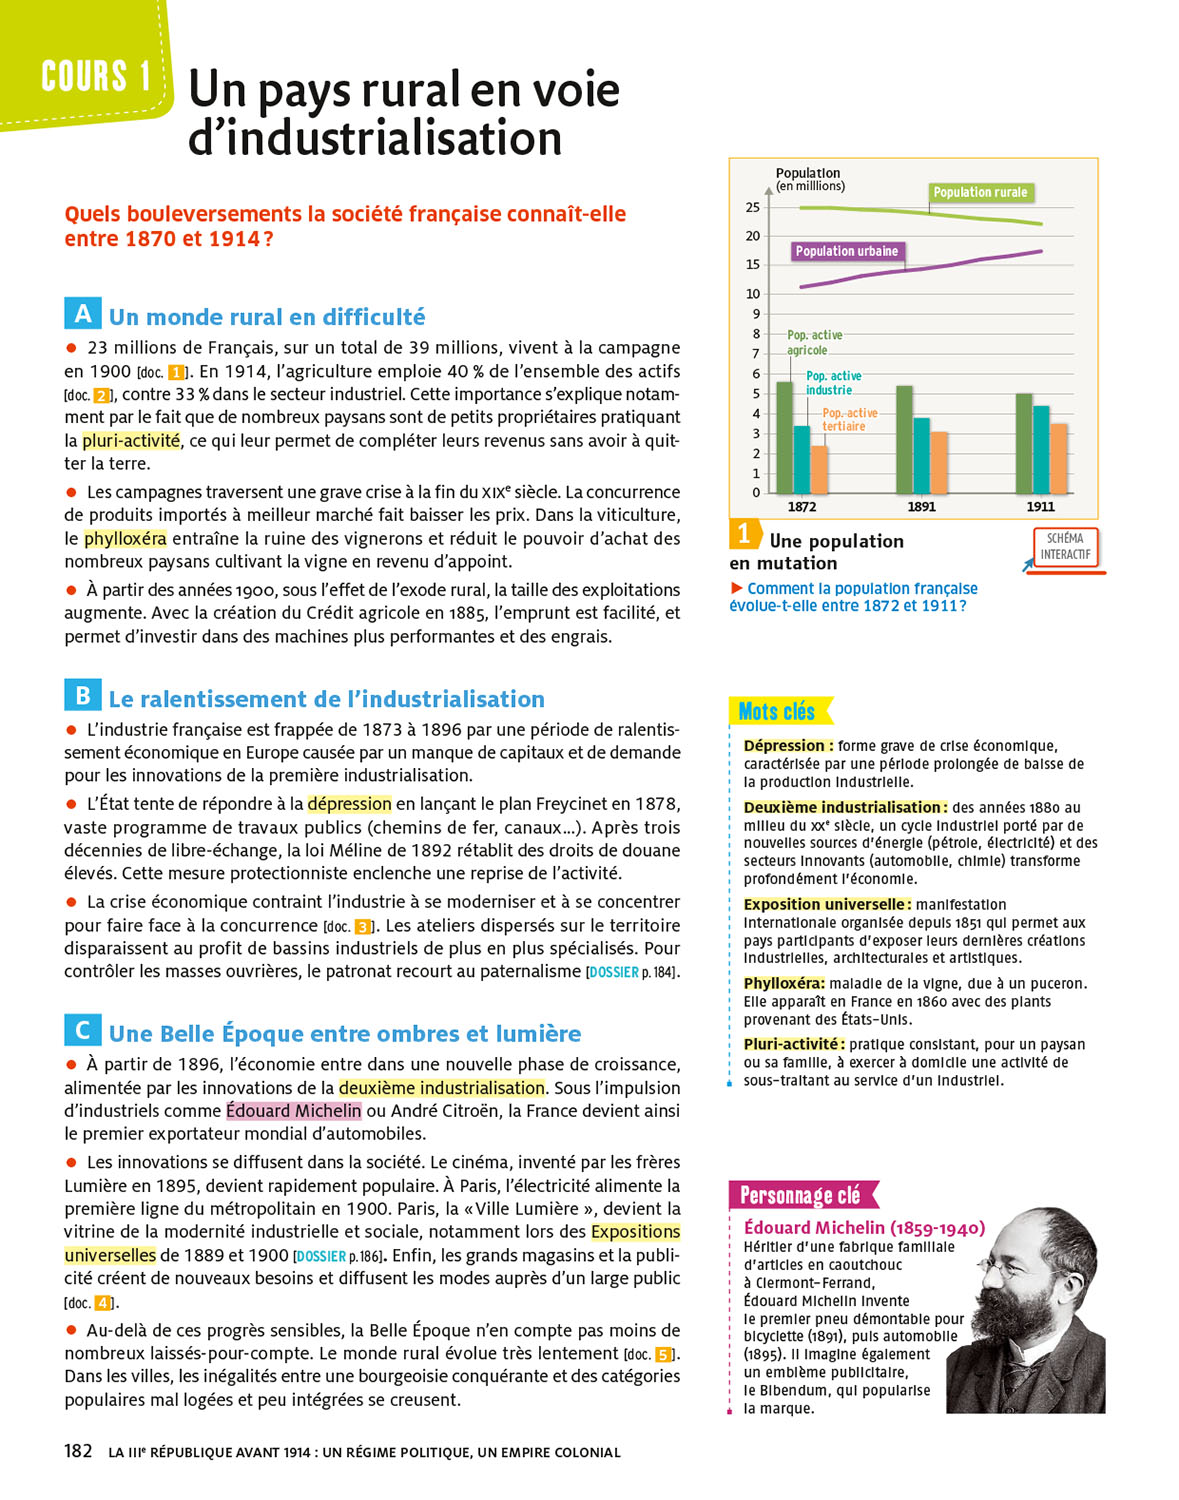 COURS 1
Un pays rural en voie
d'industrialisation
Quels bouleversements la société française connaît-elle
entre 1870 et 1914 ?
A Un monde rural en difficulté
• 23 millions de Français, sur un total de 39 millions, vivent à la campagne
en 1900 [doc. 1]. En 1914, l'agriculture emploie 40 % de l'ensemble des actifs
[doc. 2], contre 33 % dans le secteur industriel. Cette importance s'explique notam-
ment par le fait que de nombreux paysans sont de petits propriétaires pratiquant
la pluri-activité, ce qui leur permet de compléter leurs revenus sans avoir à quit-
ter la terre.
• Les campagnes traversent une grave crise à la fin du XIXe siècle. La concurrence
de produits importés à meilleur marché fait baisser les prix. Dans la viticulture,
le phylloxéra entraîne la ruine des vignerons et réduit le pouvoir d'achat des
nombreux paysans cultivant la vigne en revenu d'appoint.
• À partir des années 1900, sous l'effet de l'exode rural, la taille des exploitations
augmente. Avec la création du Crédit agricole en 1885, l'emprunt est facilité, et
permet d'investir dans des machines plus performantes et des engrais.
B Le ralentissement de l'industrialisation
• L'industrie française est frappée de 1873 à 1896 par une période de ralentis-
sement économique en Europe causée par un manque de capitaux et de demande
pour les innovations de la première industrialisation.
• L'État tente de répondre à la dépression en lançant le plan Freycinet en 1878,
vaste programme de travaux publics (chemins de fer, canaux...). Après trois
décennies de libre-échange, la loi Méline de 1892 rétablit des droits de douane
élevés. Cette mesure protectionniste enclenche une reprise de l'activité.
• La crise économique contraint l'industrie à se moderniser et à se concentrer
pour faire face à la concurrence [doc. 3]. Les ateliers dispersés sur le territoire
disparaissent au profit de bassins industriels de plus en plus spécialisés. Pour
contrôler les masses ouvrières, le patronat recourt au paternalisme [DOSSIER p. 184].
C Une Belle Époque entre ombres et lumière
• À partir de 1896, l'économie entre dans une nouvelle phase de croissance,
alimentée par les innovations de la deuxième industrialisation. Sous l'impulsion
d'industriels comme Édouard Michelin ou André Citroën, la France devient ainsi
le premier exportateur mondial d'automobiles.
• Les innovations se diffusent dans la société. Le cinéma, inventé par les frères
Lumière en 1895, devient rapidement populaire. À Paris, l'électricité alimente la
première ligne du métropolitain en 1900. Paris, la « Ville Lumière », devient la
vitrine de la modernité industrielle et sociale, notamment lors des Expositions
universelles de 1889 et 1900 [DOSSIER p. 186]. Enfin, les grands magasins et la publi-
cité créent de nouveaux besoins et diffusent les modes auprès d'un large public
[doc. 4].
• Au-delà de ces progrès sensibles, la Belle Époque n'en compte pas moins de
nombreux laissés-pour-compte. Le monde rural évolue très lentement [doc. 5].
Dans les villes, les inégalités entre une bourgeoisie conquérante et des catégories
populaires mal logées et peu intégrées se creusent.
Population
(en milllions)
25
20
15
10
9
8
7
6
5
4
3
2
1
0
Population rurale
Population urbaine
Pop. active
agricole
Pop. active
industrie
Pop. active
tertiaire
1872 1891 1911
1 Une population
en mutation
SCHÉMA
INTERACTIF
► Comment la population française
évolue-t-elle entre 1872 et 1911 ?
Mots clés
Dépression : forme grave de crise économique,
caractérisée par une période prolongée de baisse de
la production industrielle.
Deuxième industrialisation : des années 1880 au
milieu du XXe siècle, un cycle industriel porté par de
nouvelles sources d'énergie (pétrole, électricité) et des
secteurs innovants (automobile, chimie) transforme
profondément l'économie.
Exposition universelle : manifestation
internationale organisée depuis 1851 qui permet aux
pays participants d'exposer leurs dernières créations
industrielles, architecturales et artistiques.
Phylloxéra: maladie de la vigne, due à un puceron.
Elle apparaît en France en 1860 avec des plants
provenant des États-Unis.
Pluri-activité : pratique consistant, pour un paysan
ou sa famille, à exercer à domicile une activité de
sous-traitant au service d'un industriel.
Personnage clé
Édouard Michelin (1859-1940)
Héritier d'une fabrique familiale
d'articles en caoutchouc
à Clermont-Ferrand,
Édouard Michelin invente
le premier pneu démontable pour
bicyclette (1891), puis automobile
(1895). Il imagine également
un emblème publicitaire,
le Bibendum, qui popularise
la marque.
182 LA IIIe RÉPUBLIQUE AVANT 1914 : UN RÉGIME POLITIQUE, UN EMPIRE COLONIAL